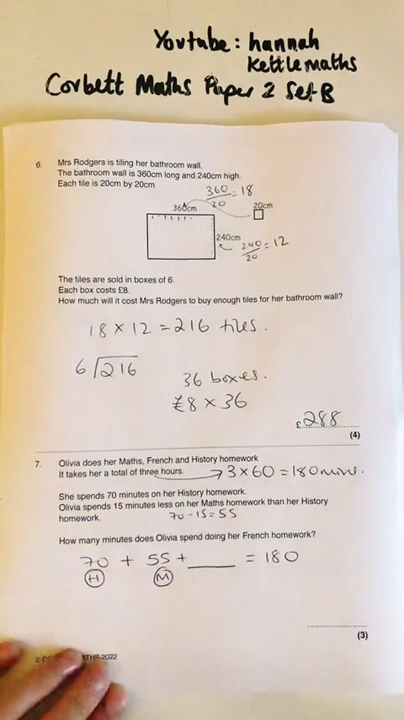 Youtube: hannah
Kettlemaths
Corbett Maths Paper 2 Set B
6. Mrs Rodgers is tiling her bathroom wall.
The bathroom wall is 360cm long and 240cm high.
Each tile is 20cm by 20cm
360/20 = 18
360cm
20cm
240cm
240/20 = 12
The tiles are sold in boxes of 6.
Each box costs £8.
How much will it cost Mrs Rodgers to buy enough tiles for her bathroom wall?
18 × 12 = 216 tiles.
6 216
36 boxes.
£8 × 36
£288
(4)
7. Olivia does her Maths, French and History homework
It takes her a total of three hours. → 3 × 60 = 180 mins.
She spends 70 minutes on her History homework.
Olivia spends 15 minutes less on her Maths homework than her History
homework. 70 - 15 = 55
How many minutes does Olivia spend doing her French homework?
70 + 55 + ____ = 180
H M
(3)
2022